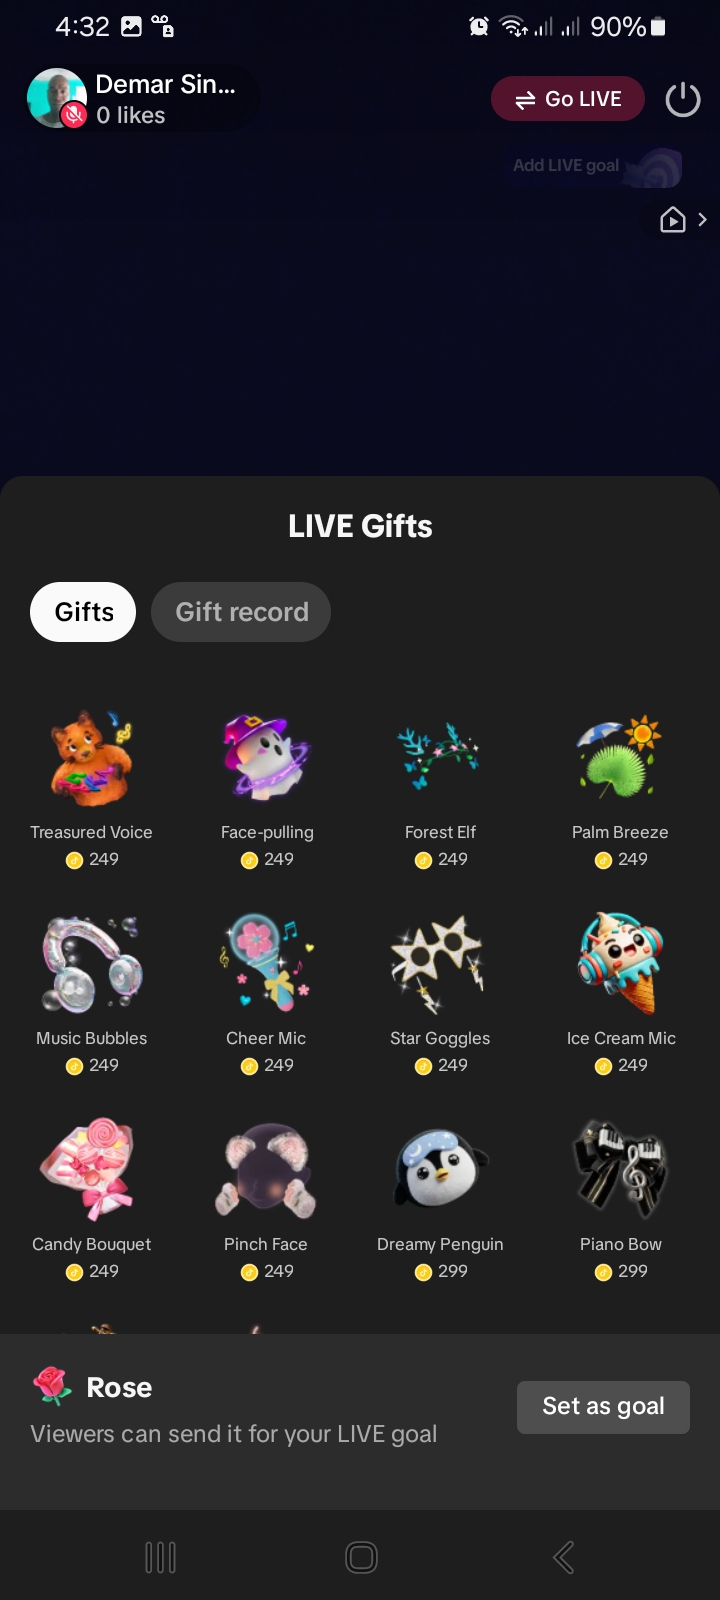 4:32
90%
Demar Sin...
0 likes
Go LIVE
Add LIVE goal
LIVE Gifts
Gifts
Gift record
Treasured Voice
Face-pulling
Forest Elf
Palm Breeze
249
249
249
249
Music Bubbles
Cheer Mic
Star Goggles
Ice Cream Mic
249
249
249
249
Candy Bouquet
Pinch Face
Dreamy Penguin
Piano Bow
249
249
299
299
Rose
Set as goal
Viewers can send it for your LIVE goal